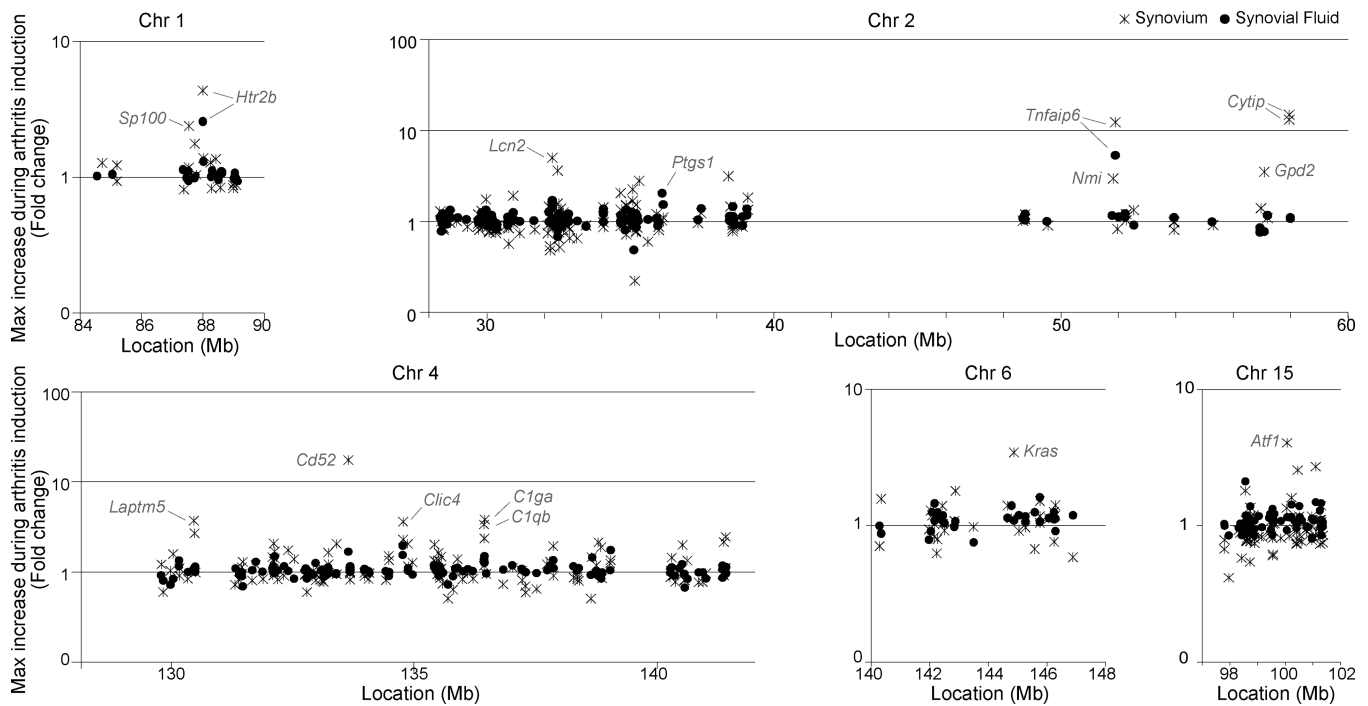 Chr 1
Chr 2
Synovium
Synovial Fluid
Max increase during arthritis induction
(Fold change)
10
1
0
Htr2b
Sp100
84 86 88 90
Location (Mb)
100
10
1
0
Lcn2
Ptgs1
Tnfaip6
Nmi
Cytip
Gpd2
30 40 50 60
Location (Mb)
Chr 4
Max increase during arthritis induction
(Fold change)
100
10
1
0
Laptm5
Cd52
Clic4
C1ga
C1qb
130 135 140
Location (Mb)
Chr 6
10
1
0
Kras
140 142 144 146 148
Location (Mb)
Chr 15
10
1
0
Atf1
98 100 102
Location (Mb)